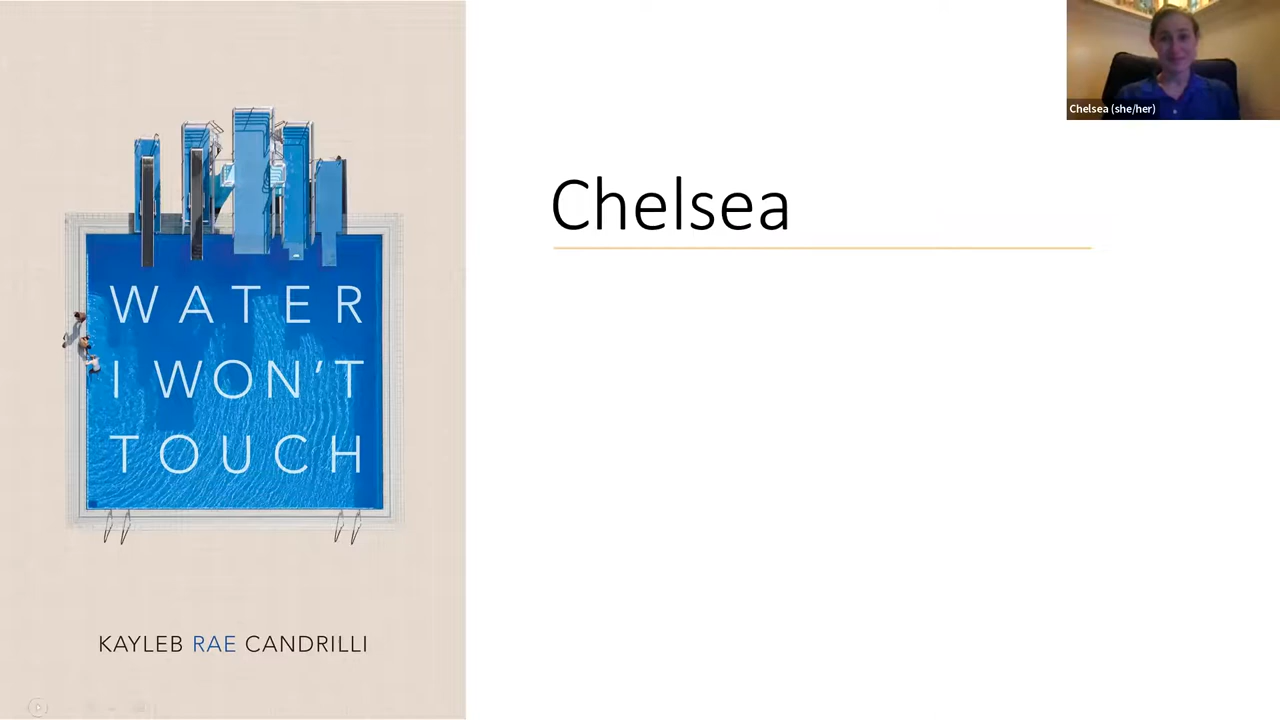 WATER
I WON'T
TOUCH
KAYLEB RAE CANDRILLI
Chelsea
Chelsea (she/her)